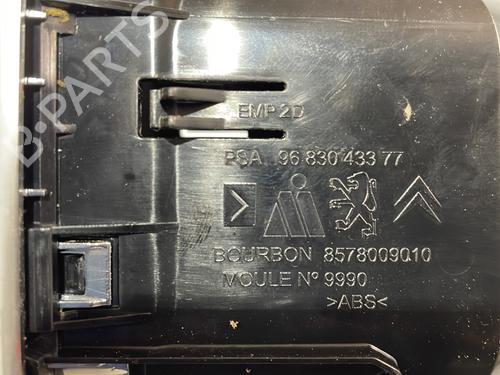 B-PARTS
EMP 2D
PSA 96 830 433 77
BOURBON 8578009010
MOULE N° 9990
>ABS<